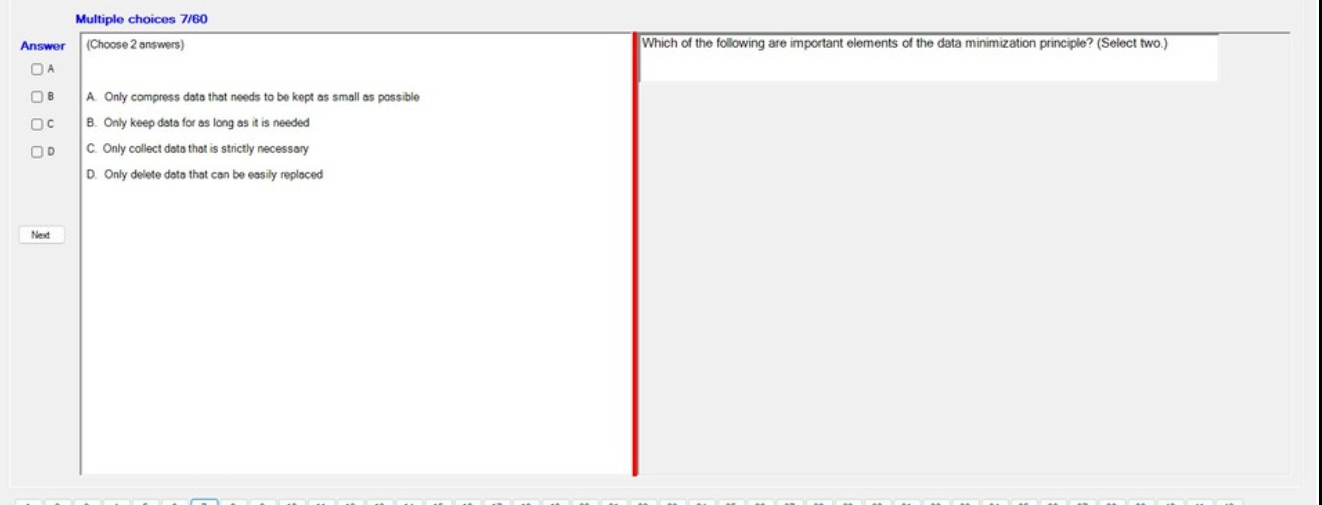 Multiple choices 7/60
Answer
A
B
C
D
Next
(Choose 2 answers)
A. Only compress data that needs to be kept as small as possible
B. Only keep data for as long as it is needed
C. Only collect data that is strictly necessary
D. Only delete data that can be easily replaced
Which of the following are important elements of the data minimization principle? (Select two.)